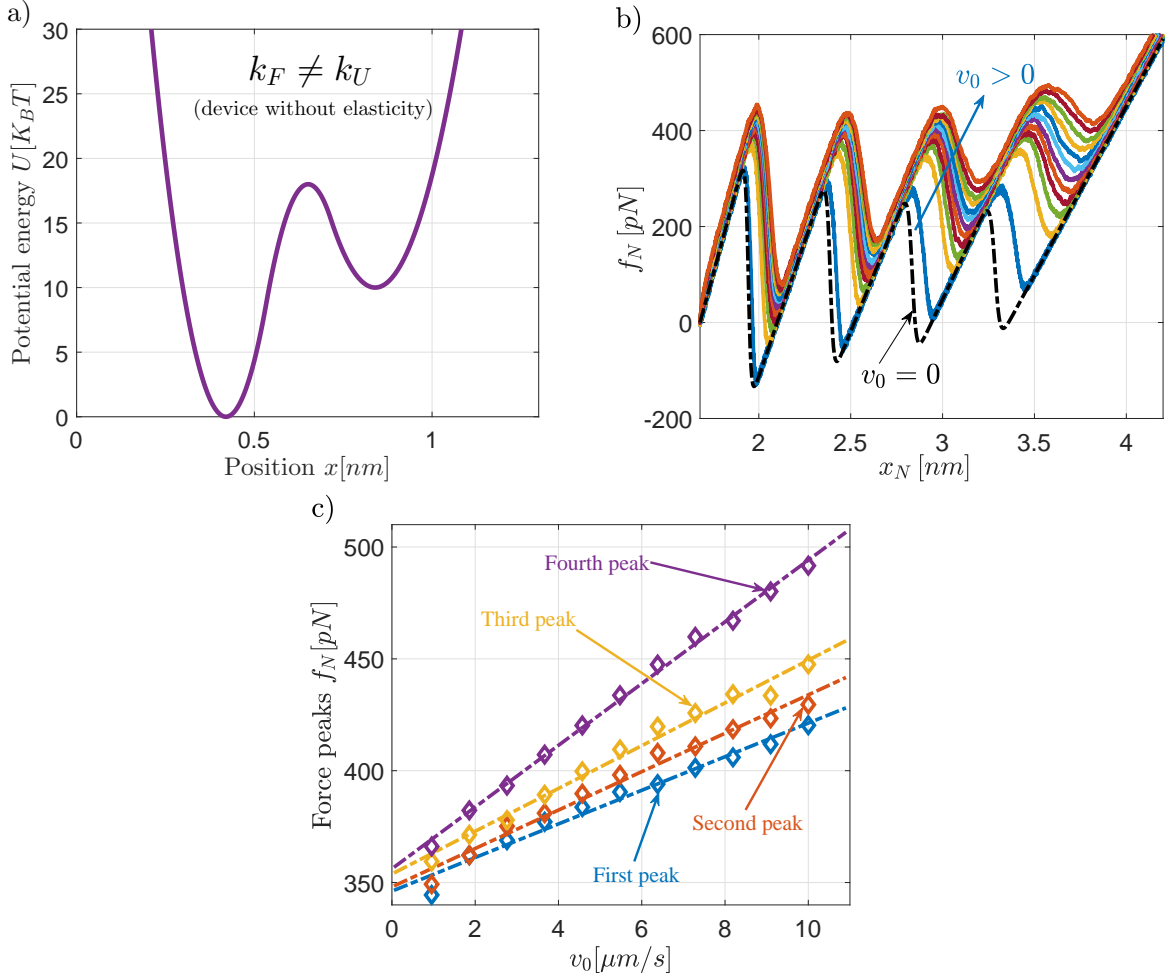 a)
k_F ≠ k_U
(device without elasticity)
Potential energy U[K_BT]
30
25
20
15
10
5
0
0
0.5
1
Position x[nm]
b)
v_0 > 0
v_0 = 0
f_N [pN]
600
400
200
0
-200
2
2.5
3
3.5
4
x_N [nm]
c)
Fourth peak
Third peak
Second peak
First peak
Force peaks f_N[pN]
500
450
400
350
0
2
4
6
8
10
v_0[μm/s]